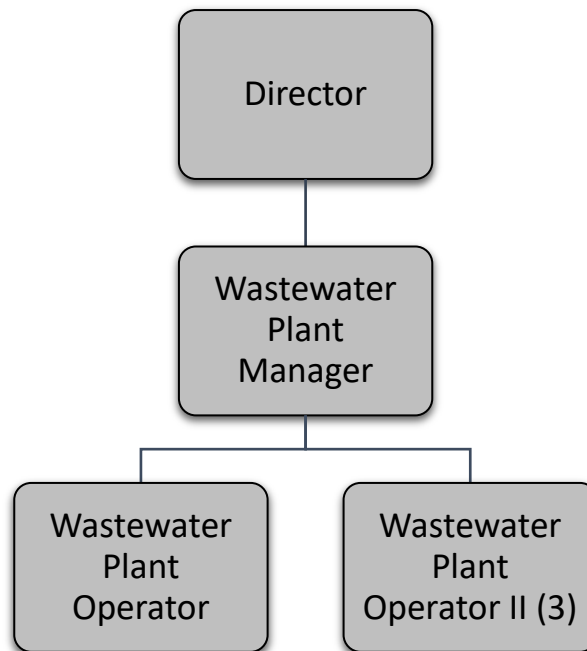 Director
Wastewater
Plant
Manager
Wastewater
Plant
Operator
Wastewater
Plant
Operator II (3)